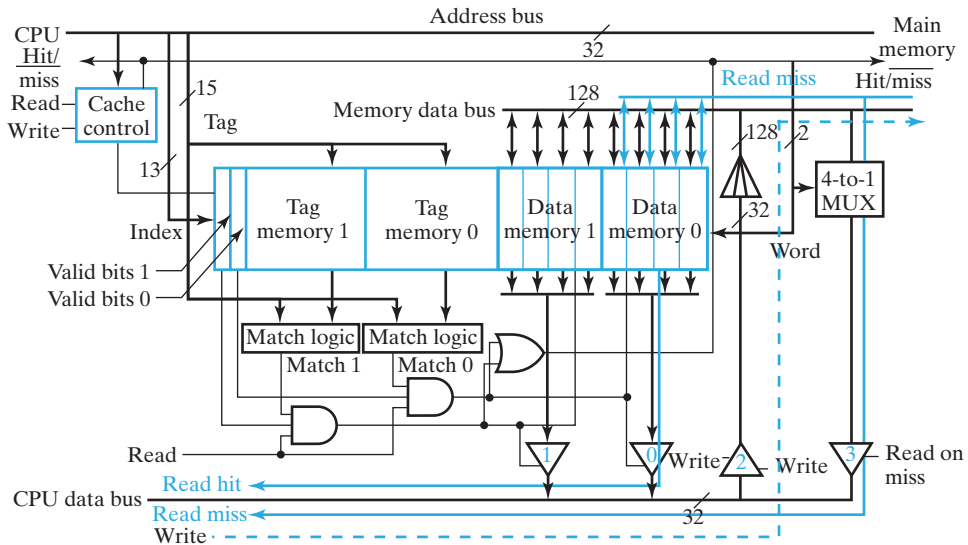 Address bus
CPU
Main
memory
32
Hit/
miss
Hit/miss
Read miss
15
Read
Write
Cache
control
128
Memory data bus
Tag
128
2
13
4-to-1
MUX
Tag
memory 1
Tag
memory 0
Data
memory 1
Data
memory 0
32
Index
Word
Valid bits 1
Valid bits 0
Match logic
Match logic
Match 1
Match 0
Read
1
0
Write
2
Write
3
Read on
miss
Read hit
CPU data bus
32
Read miss
Write